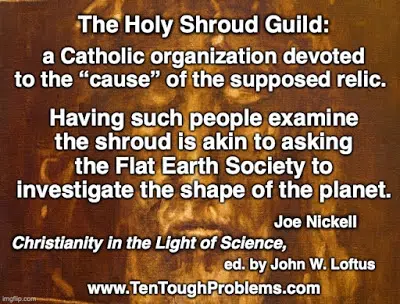 The Holy Shroud Guild:
a Catholic organization devoted
to the “cause” of the supposed relic.
Having such people examine
the shroud is akin to asking
the Flat Earth Society to
investigate the shape of the planet.
Joe Nickell
Christianity in the Light of Science,
ed. by John W. Loftus
www.TenToughProblems.com
imgflip.com